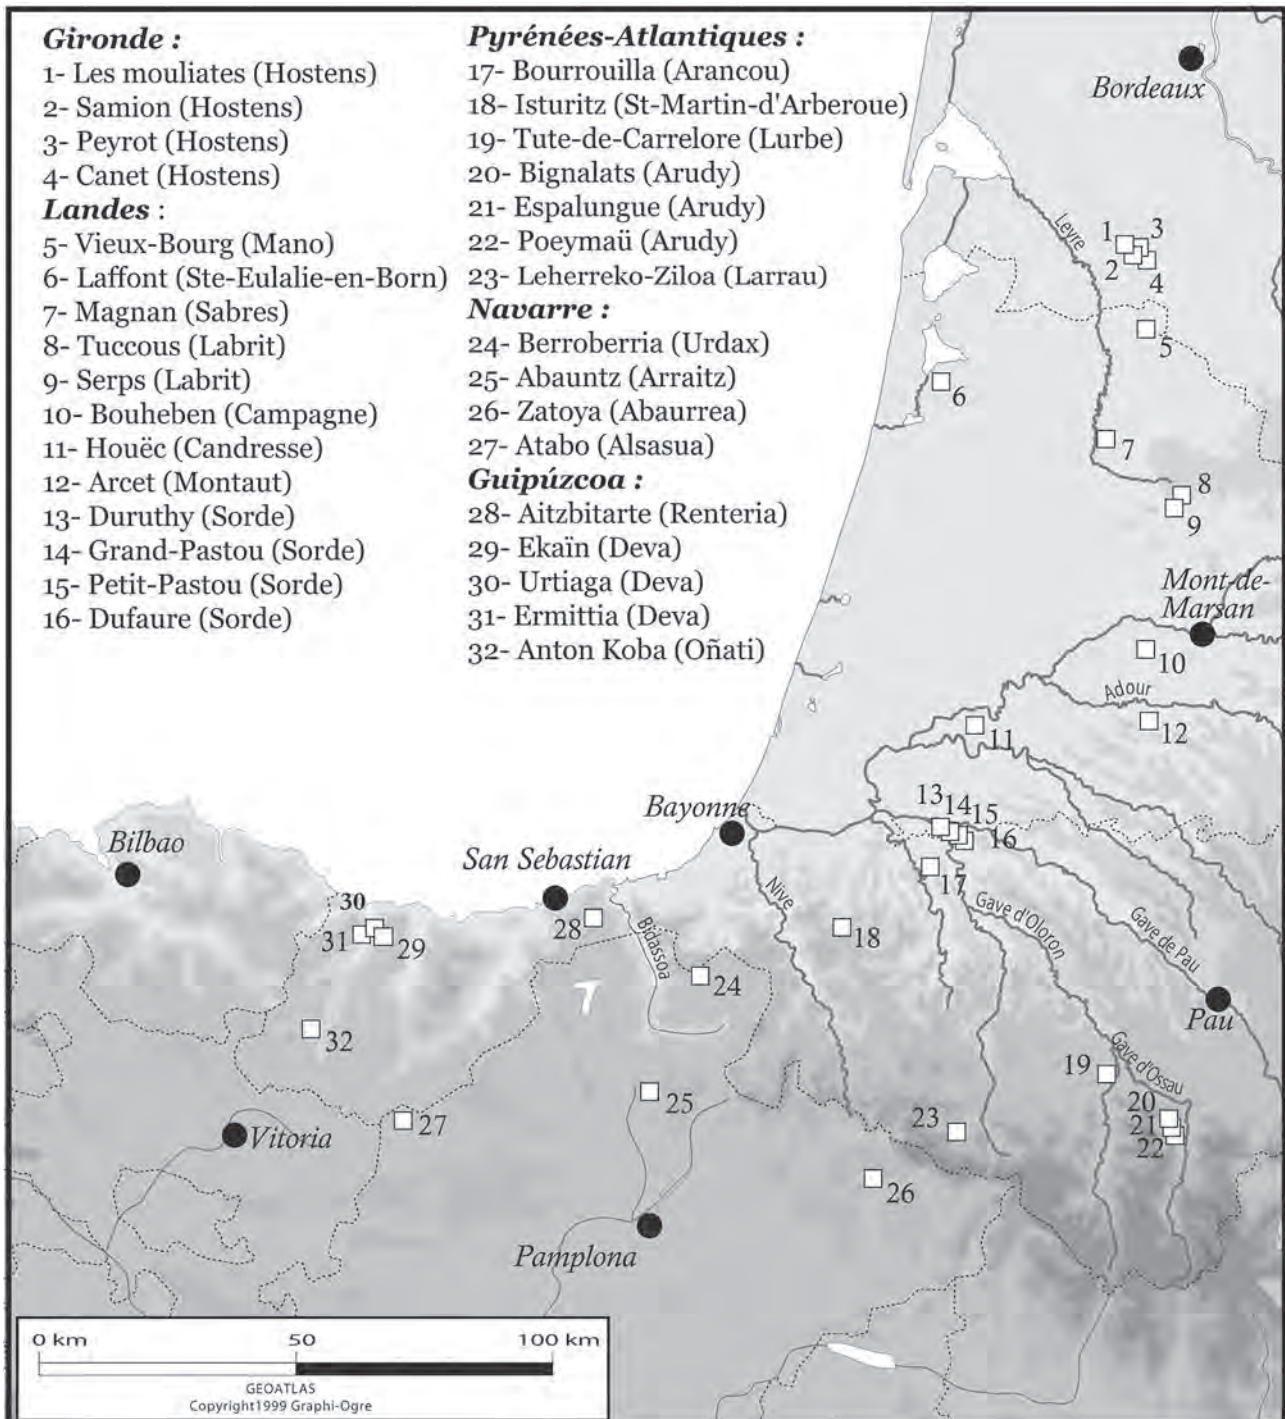 Gironde :
1- Les mouliates (Hostens)
2- Samion (Hostens)
3- Peyrot (Hostens)
4- Canet (Hostens)
Landes :
5- Vieux-Bourg (Mano)
6- Laffont (Ste-Eulalie-en-Born)
7- Magnan (Sabres)
8- Tuccous (Labrit)
9- Serps (Labrit)
10- Bouheben (Campagne)
11- Houëc (Candresse)
12- Arcet (Montaut)
13- Duruthy (Sorde)
14- Grand-Pastou (Sorde)
15- Petit-Pastou (Sorde)
16- Dufaure (Sorde)
Pyrénées-Atlantiques :
17- Bourrouilla (Arancou)
18- Isturitz (St-Martin-d'Arberoue)
19- Tute-de-Carrelore (Lurbe)
20- Bignalats (Arudy)
21- Espalungue (Arudy)
22- Poeymaü (Arudy)
23- Leherreko-Ziloa (Larrau)
Navarre :
24- Berroberria (Urdax)
25- Abauntz (Arraitz)
26- Zatoya (Abaurrea)
27- Atabo (Alsasua)
Guipúzcoa :
28- Aitzbitarte (Renteria)
29- Ekaïn (Deva)
30- Urtiaga (Deva)
31- Ermittia (Deva)
32- Anton Koba (Oñati)
Bordeaux
Leyre
1
3
2
4
5
6
7
8
9
Mont-de-
Marsan
10
Adour
12
11
13
14
15
16
Bayonne
Bilbao
San Sebastian
17
Nive
Gave d'Oloron
Gave de Pau
30
31
29
28
Bidassoa
18
24
Pau
32
Gave d'Ossau
19
25
20
21
22
23
27
Vitoria
26
Pamplona
0 km
50
100 km
GEOATLAS
Copyright1999 Graphi-Ogre